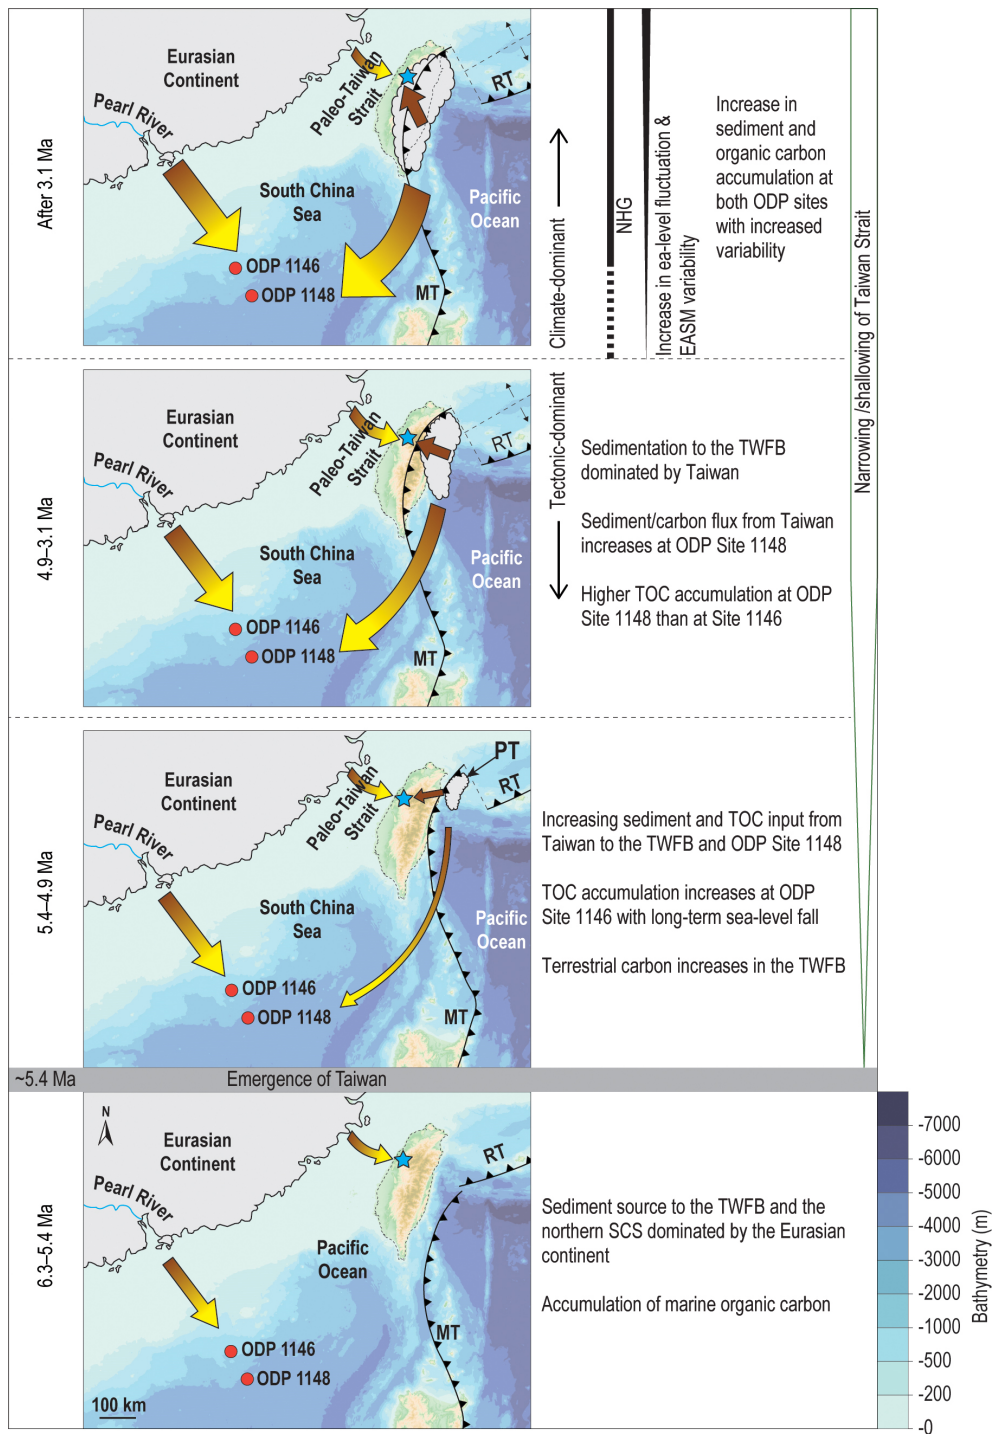 After 3.1 Ma
Eurasian
Continent
Pearl River
Paleo-Taiwan
Strait
RT
South China
Sea
Pacific
Ocean
ODP 1146
ODP 1148
MT
Climate-dominant
NHG
Increase in ea-level fluctuation &
EASM variability
Increase in
sediment and
organic carbon
accumulation at
both ODP sites
with increased
variability
Narrowing /shallowing of Taiwan Strait
4.9–3.1 Ma
Eurasian
Continent
Pearl River
Paleo-Taiwan
Strait
RT
South China
Sea
Pacific
Ocean
ODP 1146
ODP 1148
MT
Tectonic-dominant
Sedimentation to the TWFB
dominated by Taiwan
Sediment/carbon flux from Taiwan
increases at ODP Site 1148
Higher TOC accumulation at ODP
Site 1148 than at Site 1146
5.4–4.9 Ma
Eurasian
Continent
Pearl River
Paleo-Taiwan
Strait
PT
RT
South China
Sea
Pacific
Ocean
ODP 1146
ODP 1148
MT
Increasing sediment and TOC input from
Taiwan to the TWFB and ODP Site 1148
TOC accumulation increases at ODP
Site 1146 with long-term sea-level fall
Terrestrial carbon increases in the TWFB
~5.4 Ma
Emergence of Taiwan
6.3–5.4 Ma
N
Eurasian
Continent
Pearl River
RT
Pacific
Ocean
ODP 1146
ODP 1148
MT
100 km
Sediment source to the TWFB and the
northern SCS dominated by the Eurasian
continent
Accumulation of marine organic carbon
-7000
-6000
-5000
-4000
-3000
-2000
-1000
-500
-200
-0
Bathymetry (m)